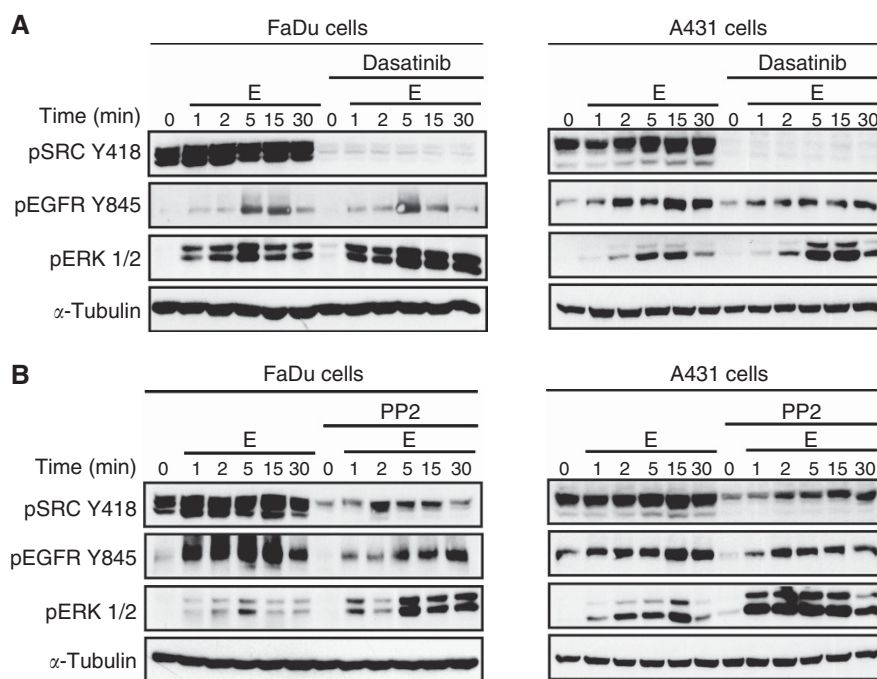 A
FaDu cells
A431 cells
Dasatinib
Dasatinib
E
E
E
E
Time (min) 0 1 2 5 15 30 0 1 2 5 15 30
0 1 2 5 15 30 0 1 2 5 15 30
pSRC Y418
pEGFR Y845
pERK 1/2
α-Tubulin
B
FaDu cells
A431 cells
PP2
PP2
E
E
E
E
Time (min) 0 1 2 5 15 30 0 1 2 5 15 30
0 1 2 5 15 30 0 1 2 5 15 30
pSRC Y418
pEGFR Y845
pERK 1/2
α-Tubulin